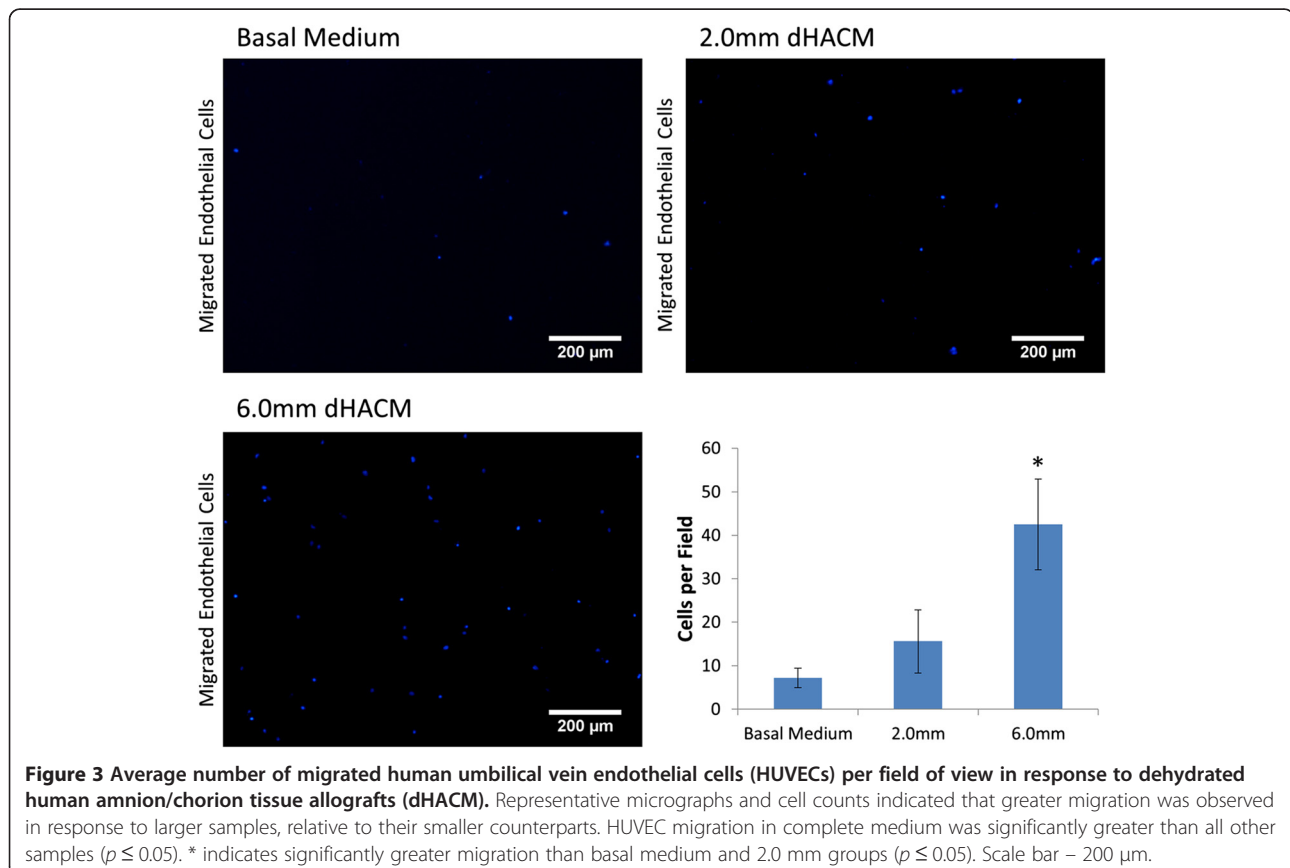 Basal Medium
2.0mm dHACM
Migrated Endothelial Cells
200 µm
Migrated Endothelial Cells
200 µm
6.0mm dHACM
Migrated Endothelial Cells
200 µm
Cells per Field
60
50
40
30
20
10
0
*
Basal Medium
2.0mm
6.0mm
Figure 3 Average number of migrated human umbilical vein endothelial cells (HUVECs) per field of view in response to dehydrated
human amnion/chorion tissue allografts (dHACM). Representative micrographs and cell counts indicated that greater migration was observed
in response to larger samples, relative to their smaller counterparts. HUVEC migration in complete medium was significantly greater than all other
samples (p ≤ 0.05). * indicates significantly greater migration than basal medium and 2.0 mm groups (p ≤ 0.05). Scale bar – 200 µm.